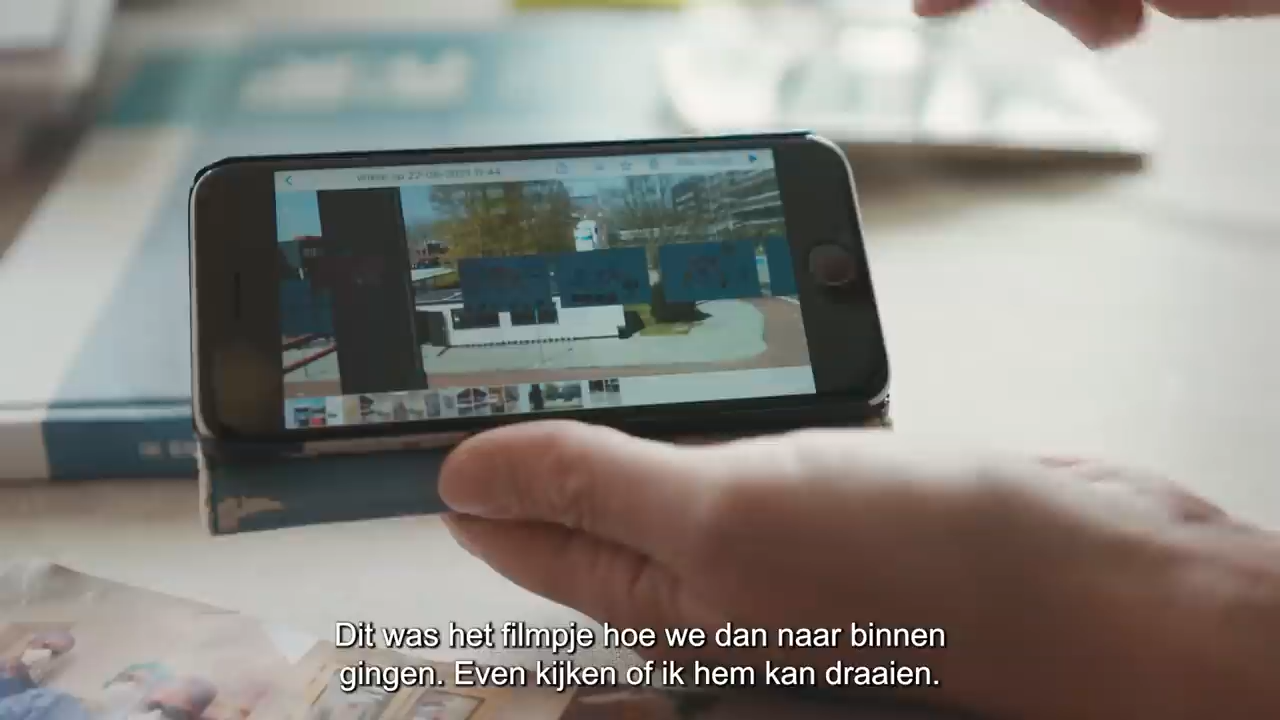 Dit was het filmpje hoe we dan naar binnen
gingen. Even kijken of ik hem kan draaien.